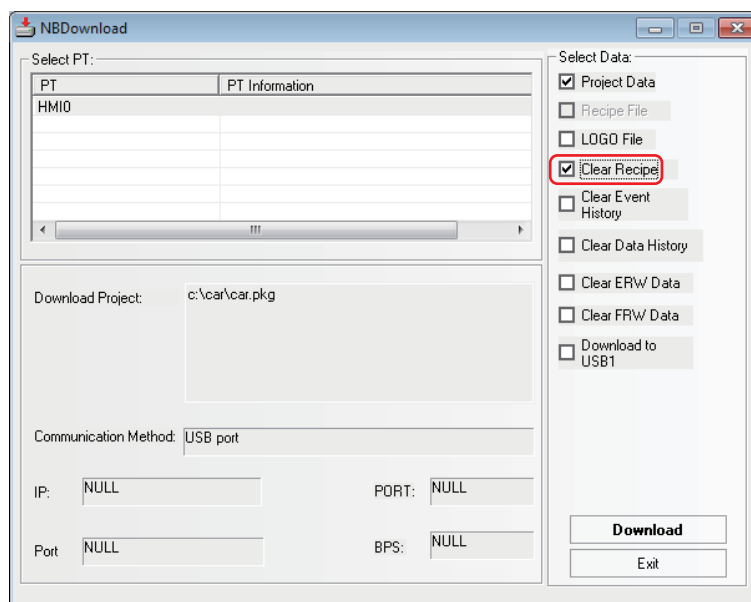 NBDownload
Select PT:
PT PT Information
HMI0
Download Project: c:\car\car.pkg
Communication Method: USB port
IP: NULL PORT: NULL
Port NULL BPS: NULL
Select Data:
Project Data
Recipe File
LOGO File
Clear Recipe
Clear Event
History
Clear Data History
Clear ERW Data
Clear FRW Data
Download to
USB1
Download
Exit